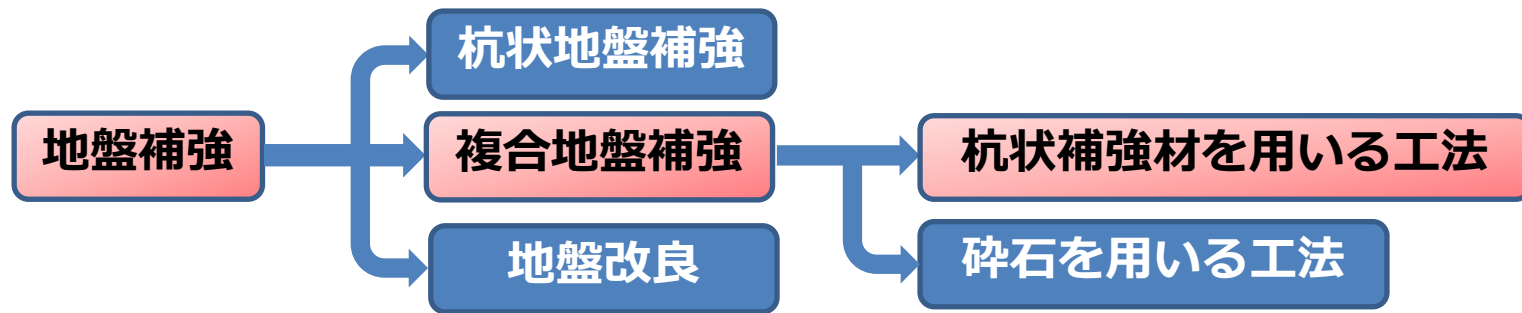 地盤補強
杭状地盤補強
複合地盤補強
地盤改良
杭状補強材を用いる工法
砕石を用いる工法